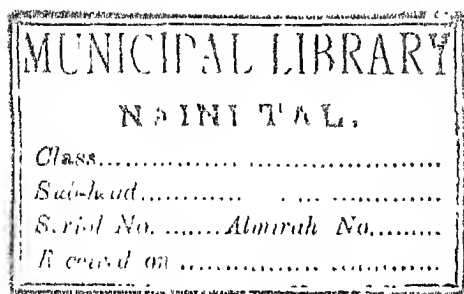 MUNICIPAL LIBRARY
NAINI TAL.
Class...............................................
Sub-head.............. . ... .................
Serial No. .......Almirah No.........
Received on ..................................